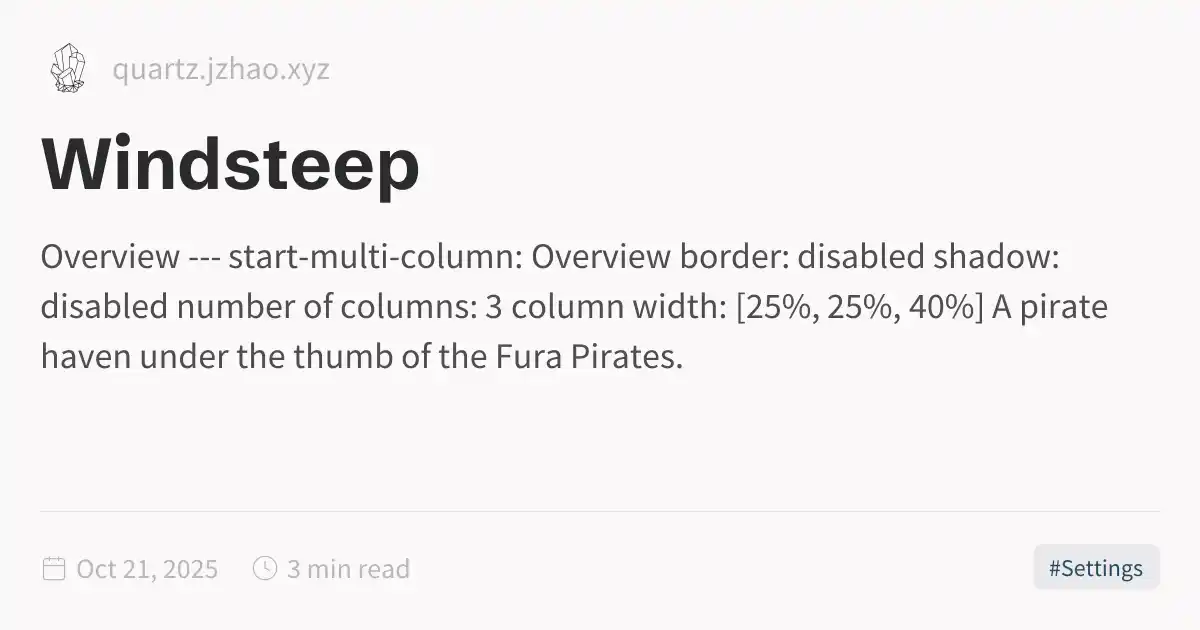 quartz.jzhao.xyz
Windsteep
Overview --- start-multi-column: Overview border: disabled shadow:
disabled number of columns: 3 column width: [25%, 25%, 40%] A pirate
haven under the thumb of the Fura Pirates.
Oct 21, 2025 3 min read #Settings